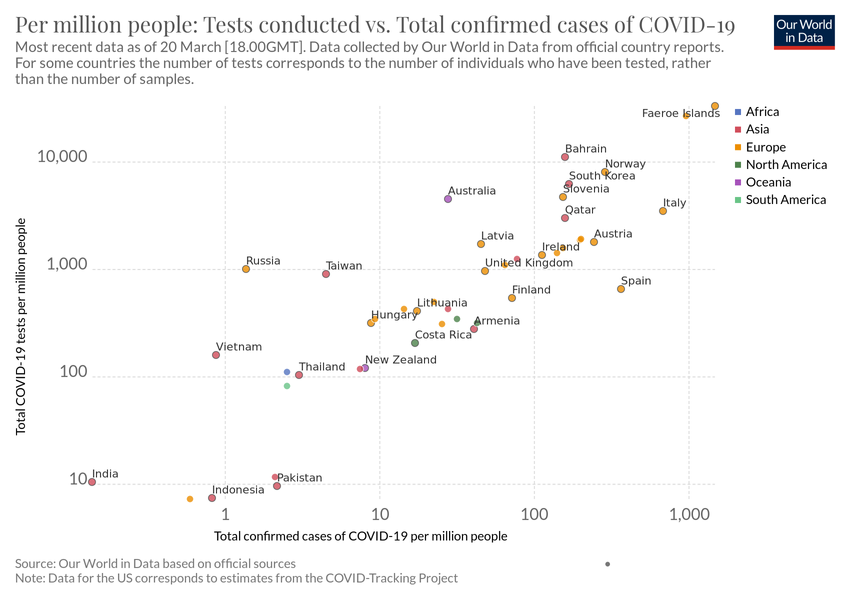 Per million people: Tests conducted vs. Total confirmed cases of COVID-19
Our World
in Data
Most recent data as of 20 March [18.00GMT]. Data collected by Our World in Data from official country reports.
For some countries the number of tests corresponds to the number of individuals who have been tested, rather
than the number of samples.
Faeroe Islands
Africa
Asia
Europe
North America
Oceania
South America
Bahrain
10,000
Norway
South Korea
Slovenia
Australia
Qatar
Italy
Latvia
Austria
Ireland
Russia
Taiwan
United Kingdom
1,000
Spain
Finland
Lithuania
Hungary
Armenia
Costa Rica
Vietnam
New Zealand
Thailand
100
India
Pakistan
10
Indonesia
Total COVID-19 tests per million people
1
10
100
1,000
Total confirmed cases of COVID-19 per million people
Source: Our World in Data based on official sources
Note: Data for the US corresponds to estimates from the COVID-Tracking Project